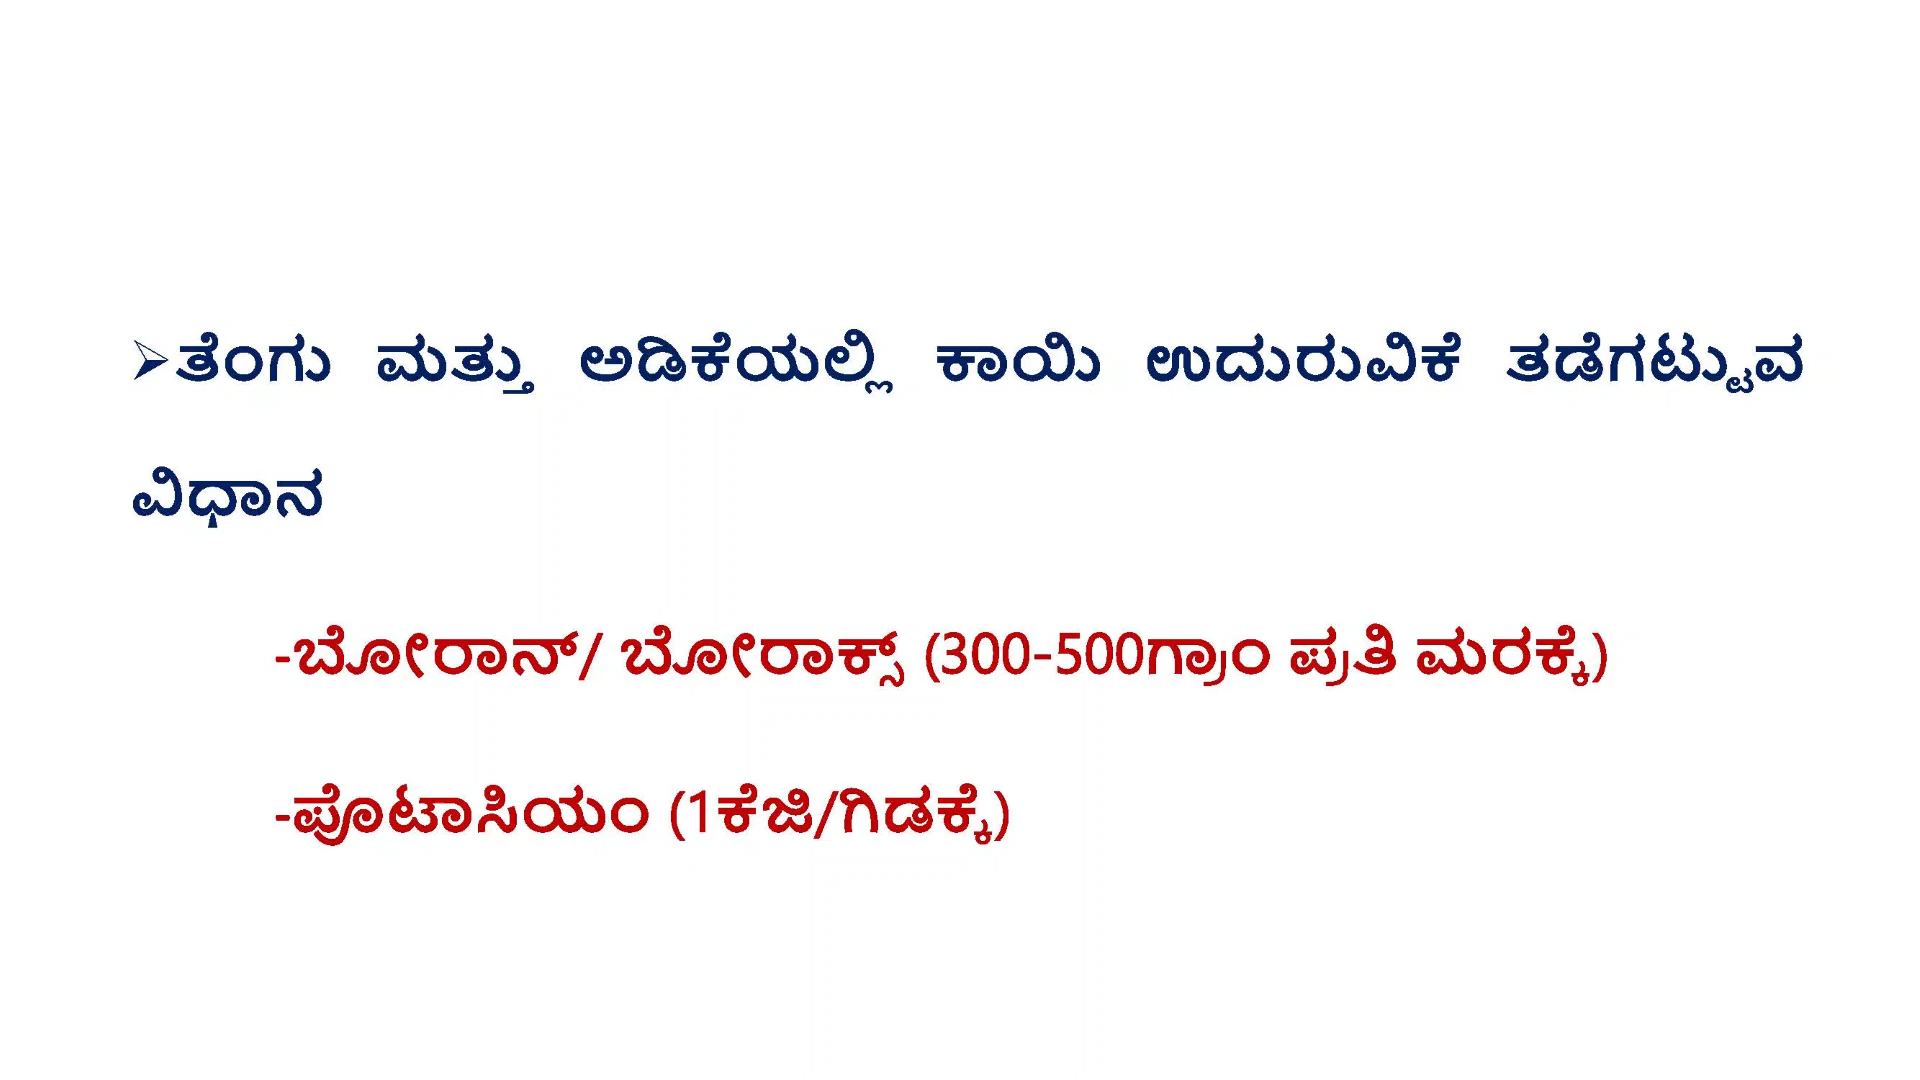 ➢ತೆಂಗು ಮತ್ತು ಅಡಿಕೆಯಲ್ಲಿ ಕಾಯಿ ಉದುರುವಿಕೆ ತಡೆಗಟ್ಟುವ
ವಿಧಾನ
-ಬೋರಾನ್/ ಬೋರಾಕ್ಸ್ (300-500ಗ್ರಾಂ ಪ್ರತಿ ಮರಕ್ಕೆ)
-ಪೊಟಾಸಿಯಂ (1ಕೆಜಿ/ಗಿಡಕ್ಕೆ)